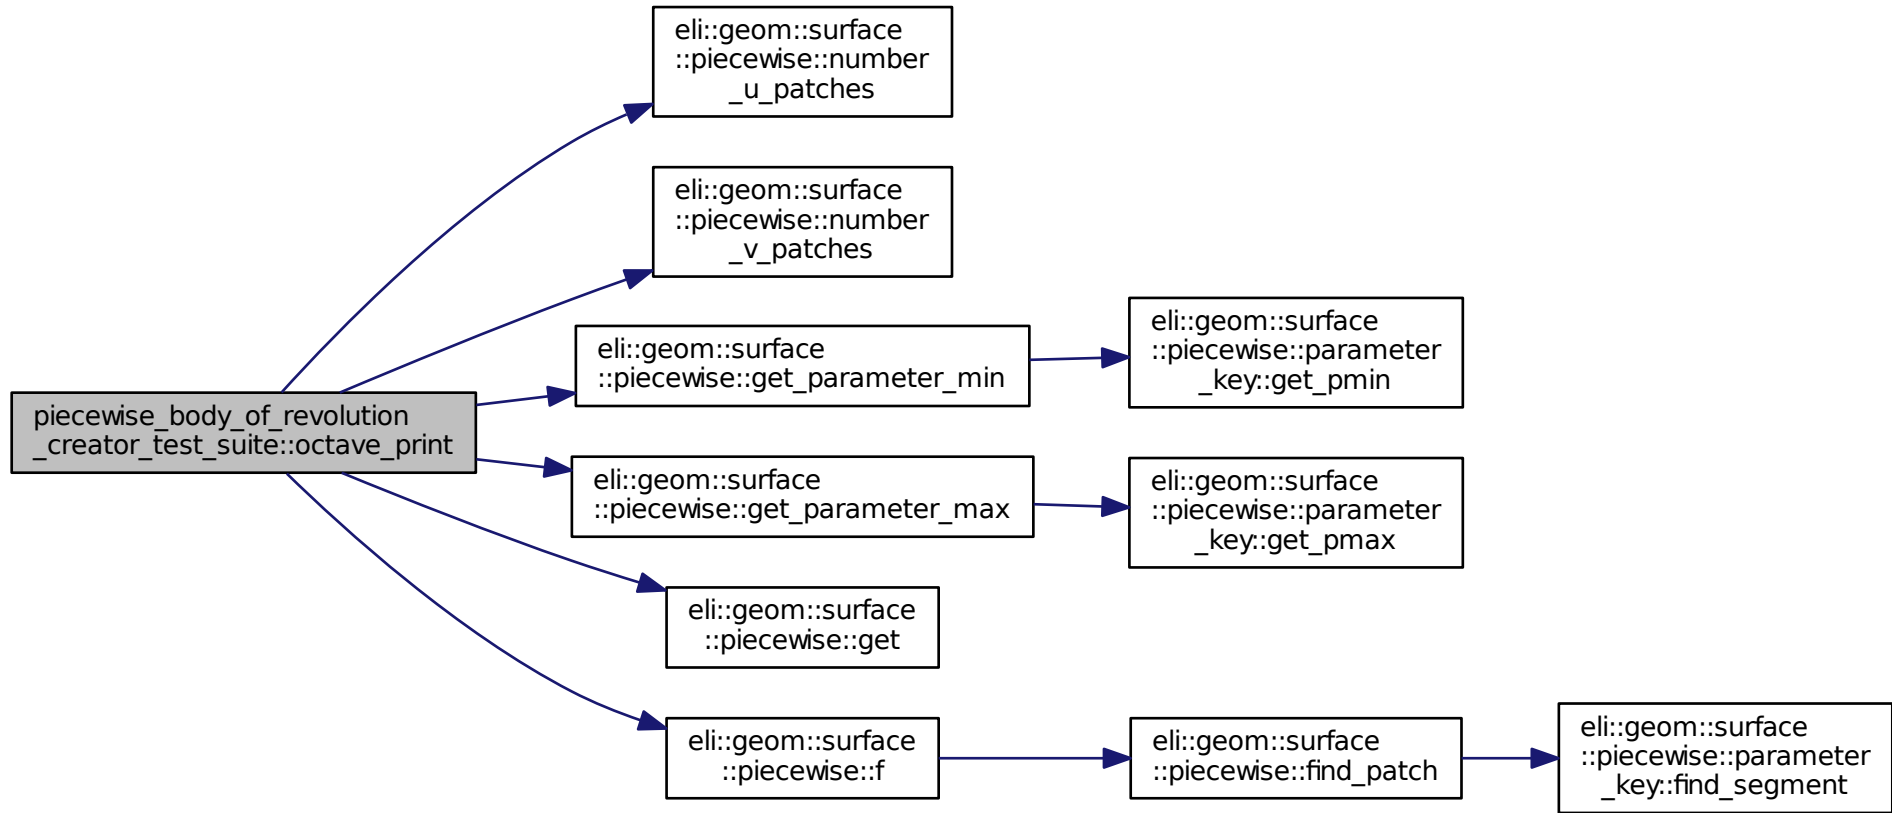 eli::geom::surface
::piecewise::number
_u_patches
eli::geom::surface
::piecewise::number
_v_patches
eli::geom::surface
::piecewise::get_parameter_min
eli::geom::surface
::piecewise::parameter
_key::get_pmin
piecewise_body_of_revolution
_creator_test_suite::octave_print
eli::geom::surface
::piecewise::get_parameter_max
eli::geom::surface
::piecewise::parameter
_key::get_pmax
eli::geom::surface
::piecewise::get
eli::geom::surface
::piecewise::f
eli::geom::surface
::piecewise::find_patch
eli::geom::surface
::piecewise::parameter
_key::find_segment